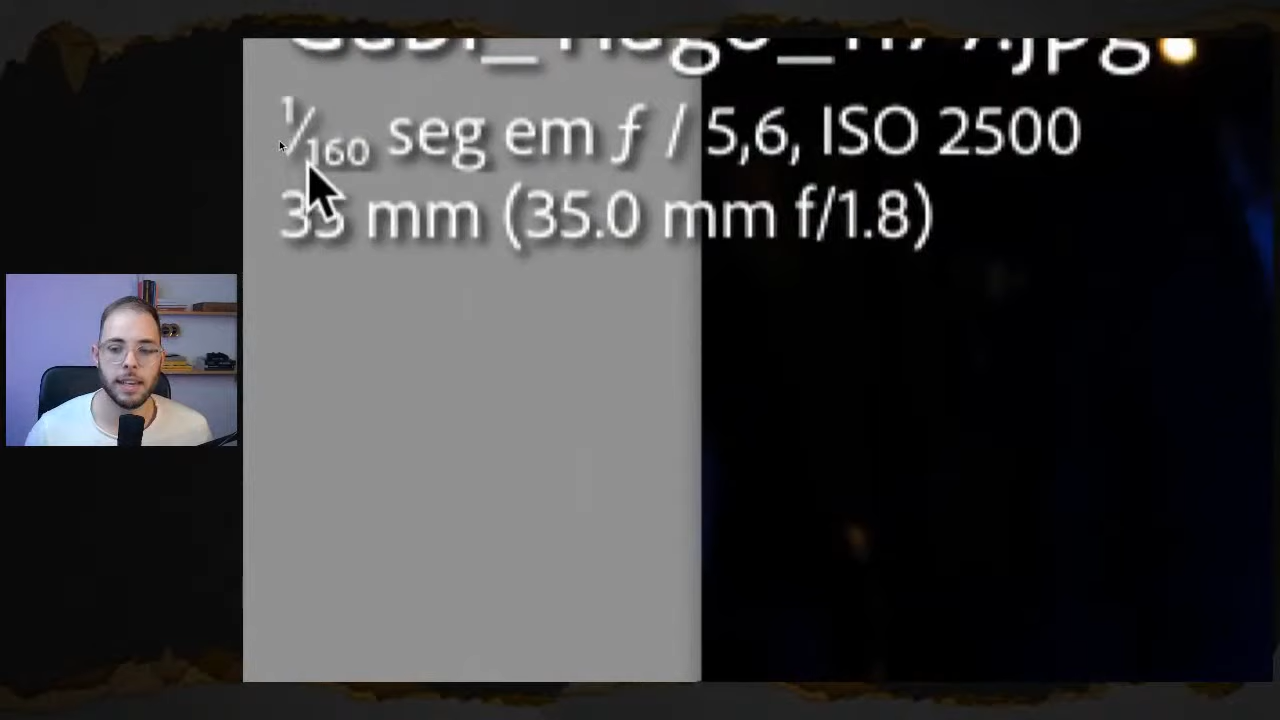 ¹⁄₁₆₀ seg em ƒ / 5,6, ISO 2500
35 mm (35.0 mm f/1.8)